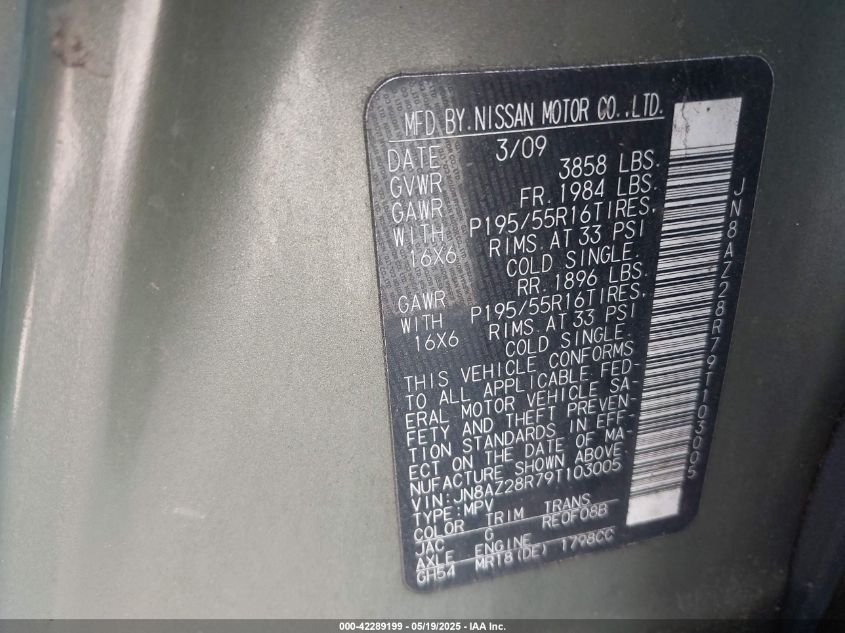 MFD BY.NISSAN MOTOR CO.,LTD.
DATE 3/09
GVWR 3858 LBS.
GAWR FR. 1984 LBS.
WITH P195/55R16TIRES,
16X6 RIMS. AT 33 PSI
COLD SINGLE.
GAWR RR. 1896 LBS.
WITH P195/55R16TIRES,
16X6 RIMS. AT 33 PSI
COLD SINGLE.
THIS VEHICLE CONFORMS
TO ALL APPLICABLE FED-
ERAL MOTOR VEHICLE SA-
FETY AND THEFT PREVEN-
TION STANDARDS IN EFF-
ECT ON THE DATE OF MA-
NUFACTURE SHOWN ABOVE.
VIN:JN8AZ28R79T103005
TYPE:MPV
COLOR TRIM TRANS
JAC G RE0F08B
AXLE ENGINE
GH54 MR18(DE) 1798CC
JN8AZ28R79T103005
000-42289199 - 05/19/2025 - IAA Inc.